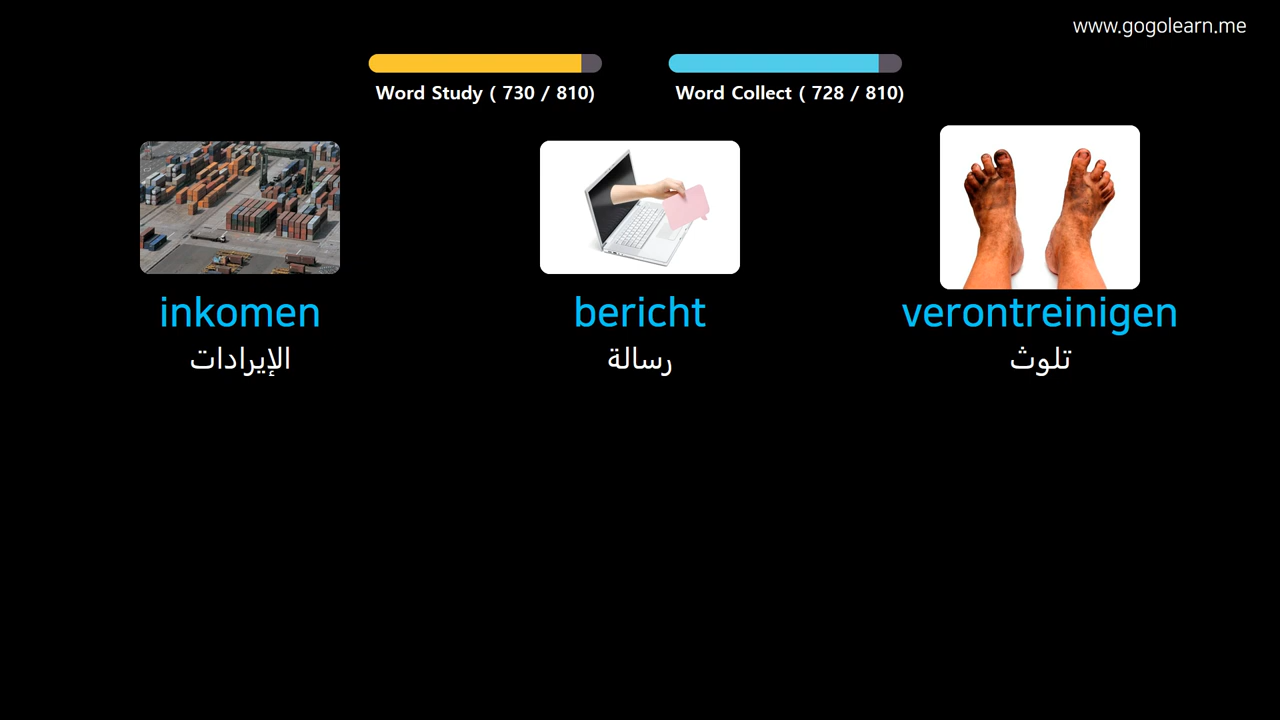 www.gogolearn.me
Word Study ( 730 / 810)
Word Collect ( 728 / 810)
inkomen
الإيرادات
bericht
رسالة
verontreinigen
تلوث